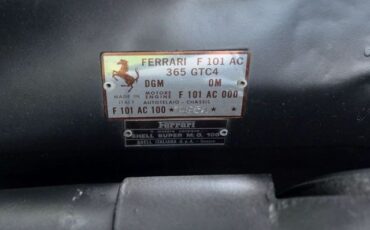 FERRARI F 101 AC
365 GTC4
DGM OM
MADE IN MOTORE ENGINE F 101 AC 000
ITALY AUTOTELAIO - CHASSIS
F 101 AC 100 * *
Ferrari
SHELL SUPER M.O. 100
SHELL ITALIANA S.p.A.